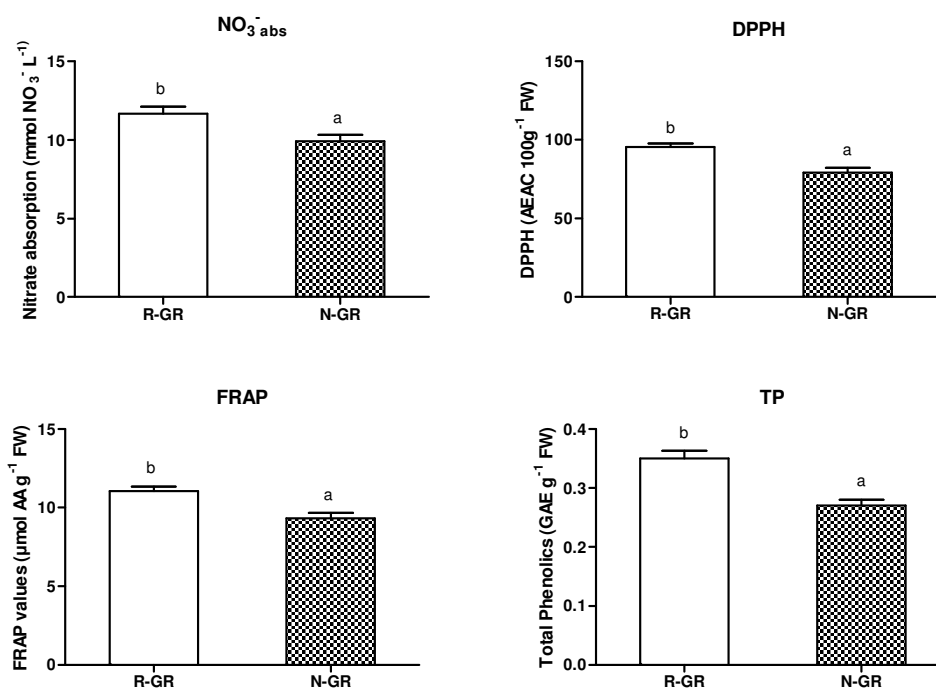 NO₃⁻abs
Nitrate absorption (mmol NO₃⁻ L⁻¹)
15
10
5
0
b
a
R-GR
N-GR
DPPH
DPPH (AEAC 100g⁻¹ FW)
150
100
50
0
b
a
R-GR
N-GR
FRAP
FRAP values (µmol AA g⁻¹ FW)
15
10
5
0
b
a
R-GR
N-GR
TP
Total Phenolics (GAE g⁻¹ FW)
0.4
0.3
0.2
0.1
0.0
b
a
R-GR
N-GR